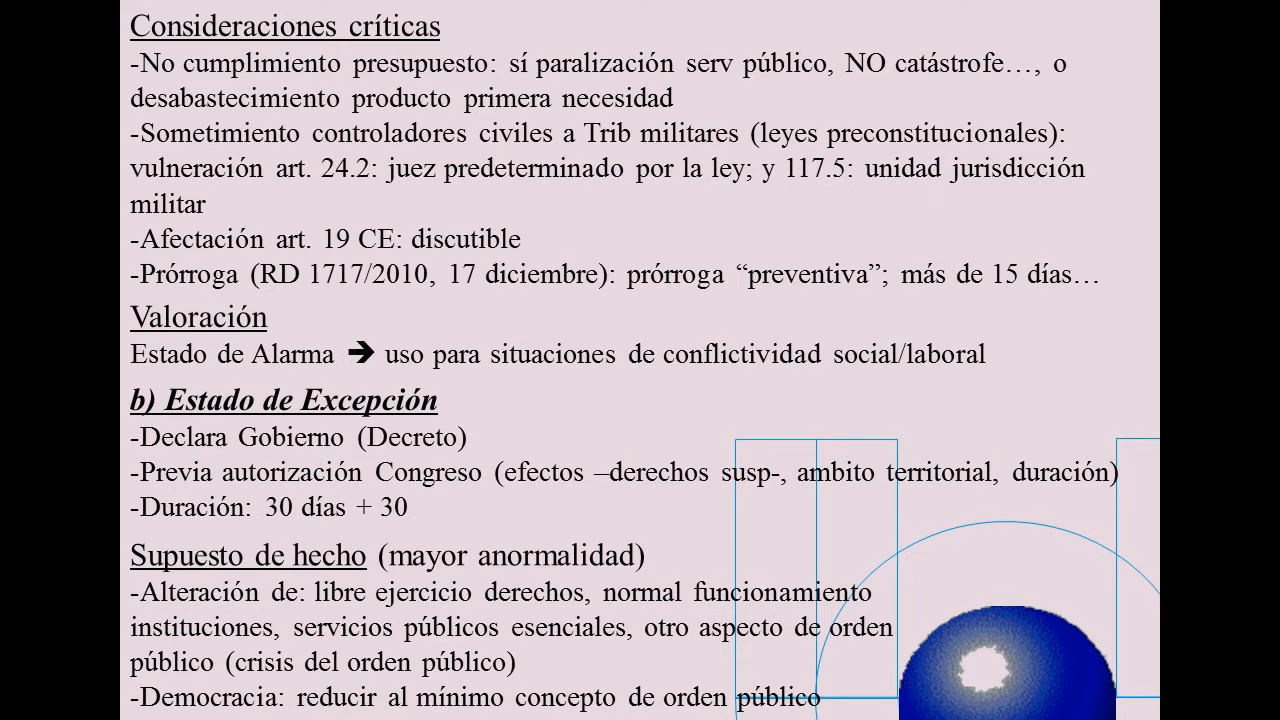 Consideraciones críticas
-No cumplimiento presupuesto: sí paralización serv público, NO catástrofe…, o
desabastecimiento producto primera necesidad
-Sometimiento controladores civiles a Trib militares (leyes preconstitucionales):
vulneración art. 24.2: juez predeterminado por la ley; y 117.5: unidad jurisdicción
militar
-Afectación art. 19 CE: discutible
-Prórroga (RD 1717/2010, 17 diciembre): prórroga “preventiva”; más de 15 días…
Valoración
Estado de Alarma ➔ uso para situaciones de conflictividad social/laboral
b) Estado de Excepción
-Declara Gobierno (Decreto)
-Previa autorización Congreso (efectos –derechos susp-, ambito territorial, duración)
-Duración: 30 días + 30
Supuesto de hecho (mayor anormalidad)
-Alteración de: libre ejercicio derechos, normal funcionamiento
instituciones, servicios públicos esenciales, otro aspecto de orden
público (crisis del orden público)
-Democracia: reducir al mínimo concepto de orden público